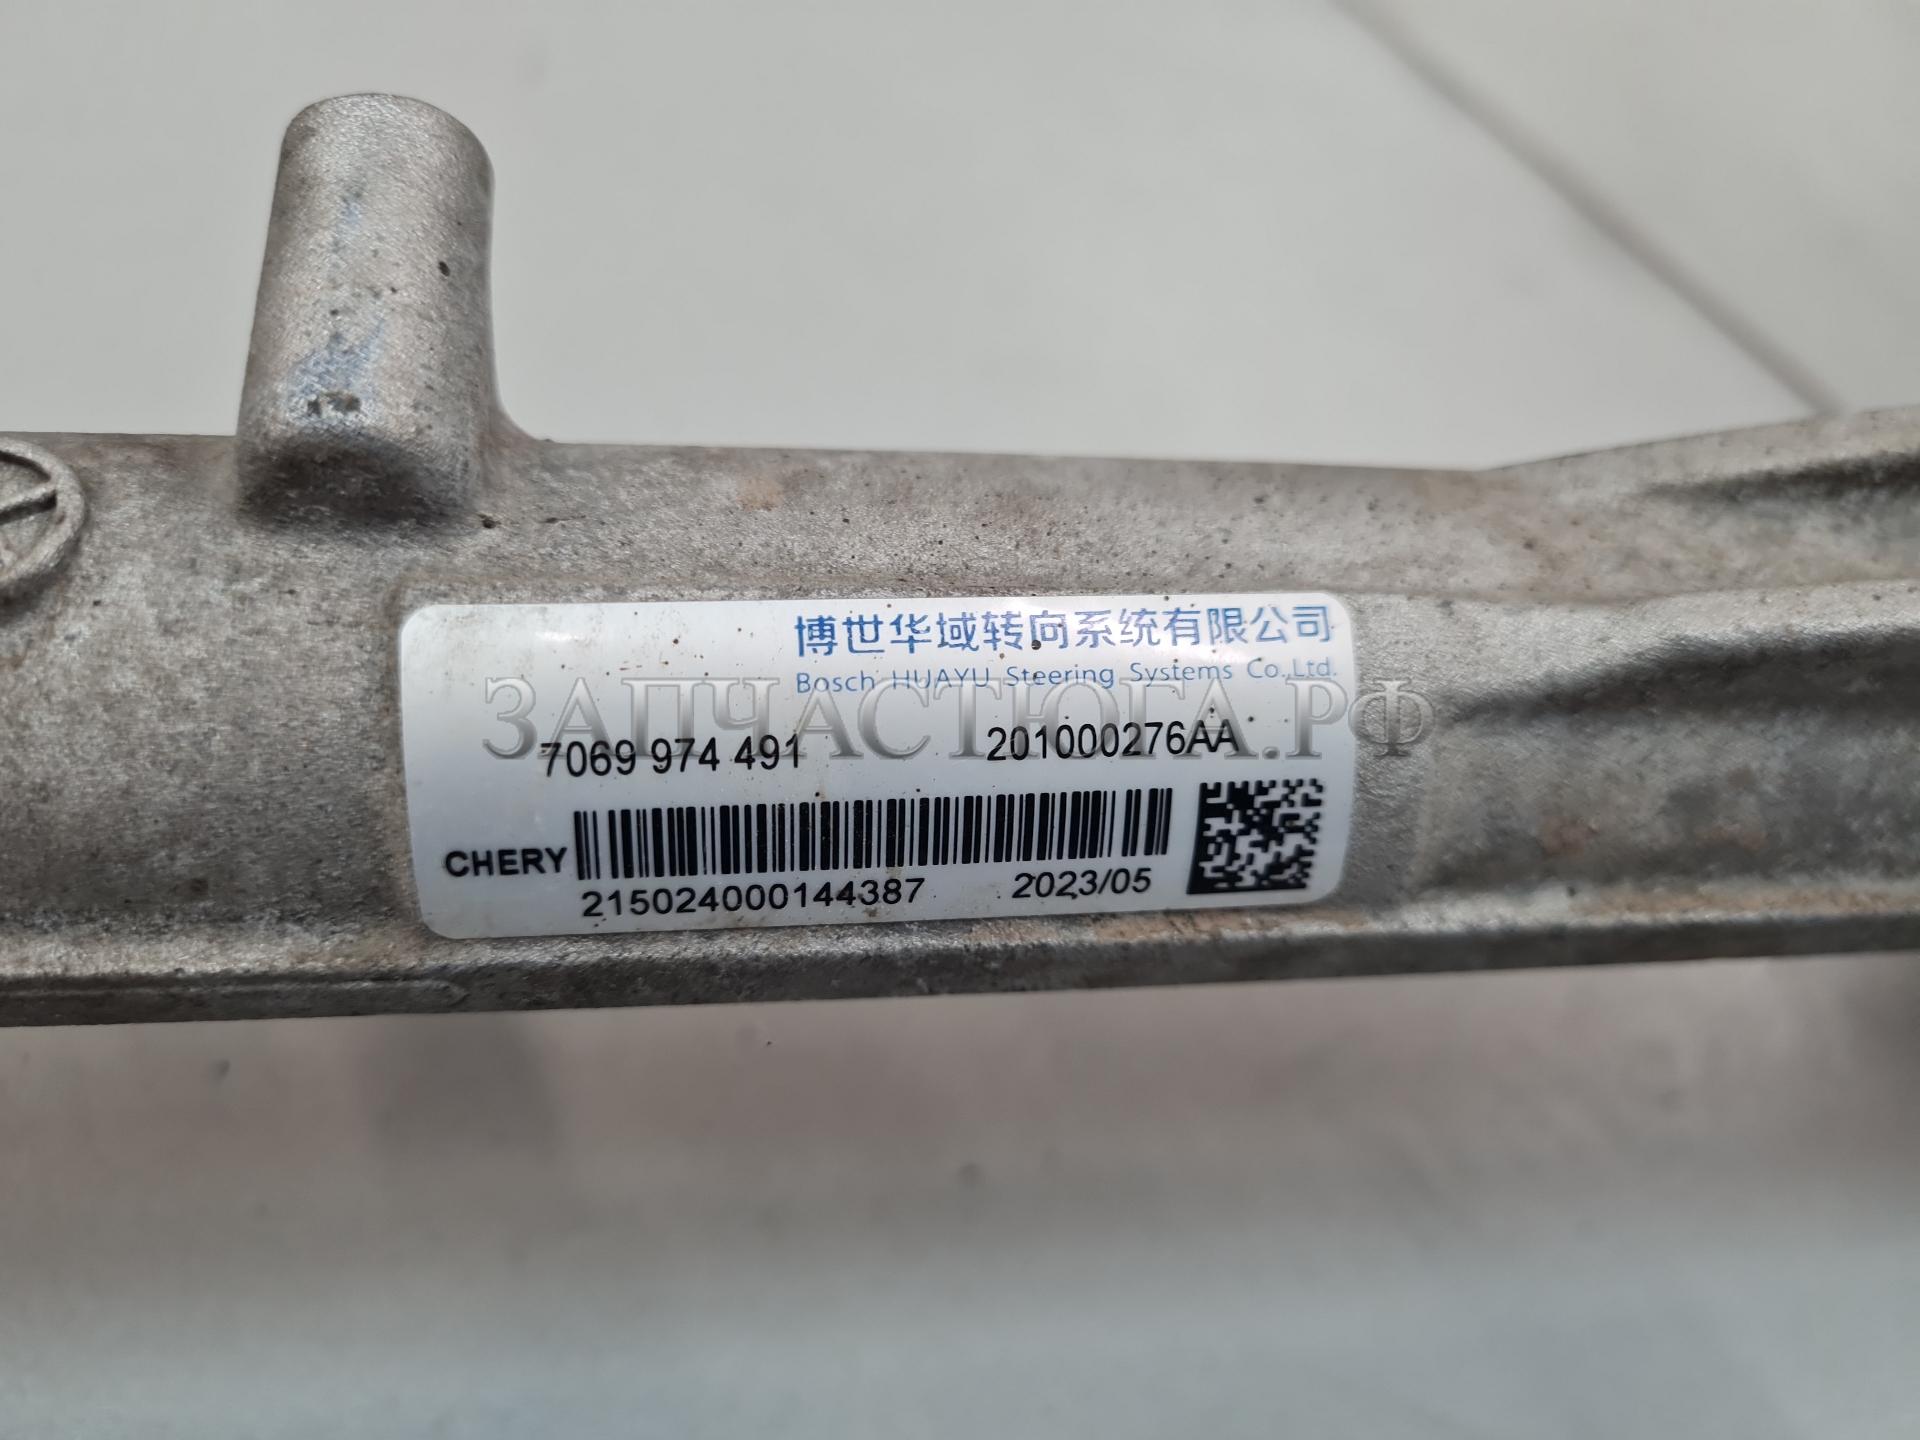 博世华域转向系统有限公司
Bosch HUAYU Steering Systems Co.,Ltd.
ЗАПЧАСТЮГА.РФ
7069 974 491 201000276AA
CHERY
215024000144387 2023/05